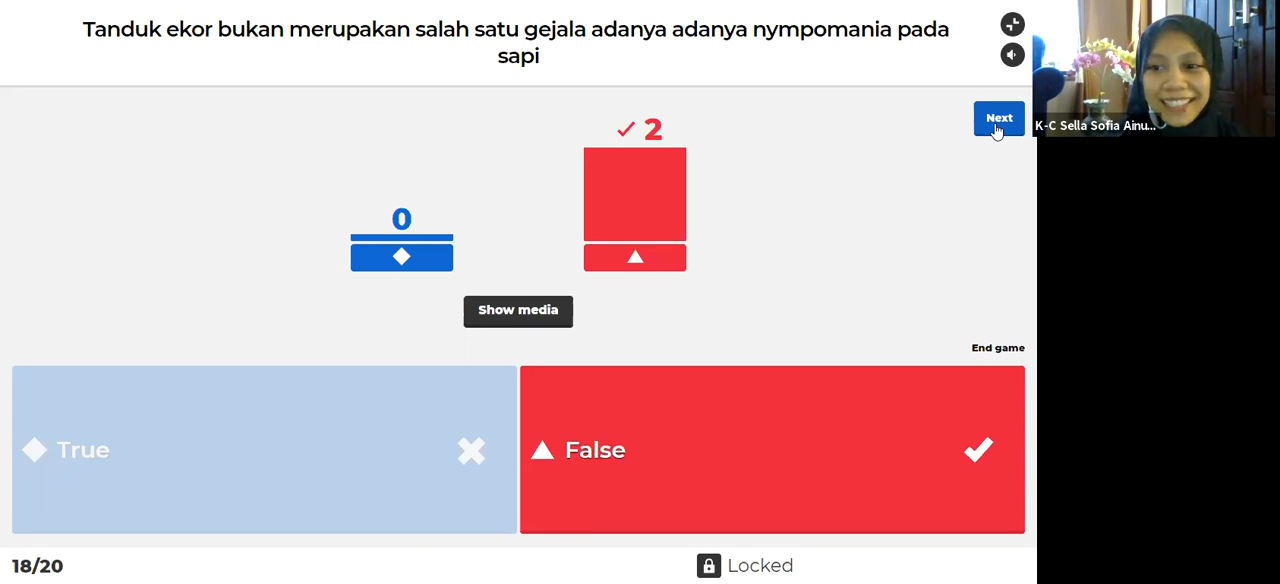 Tanduk ekor bukan merupakan salah satu gejala adanya adanya nympomania pada
sapi
Next
K-C Sella Sofia Ainu...
2
0
Show media
End game
True
False
18/20
Locked